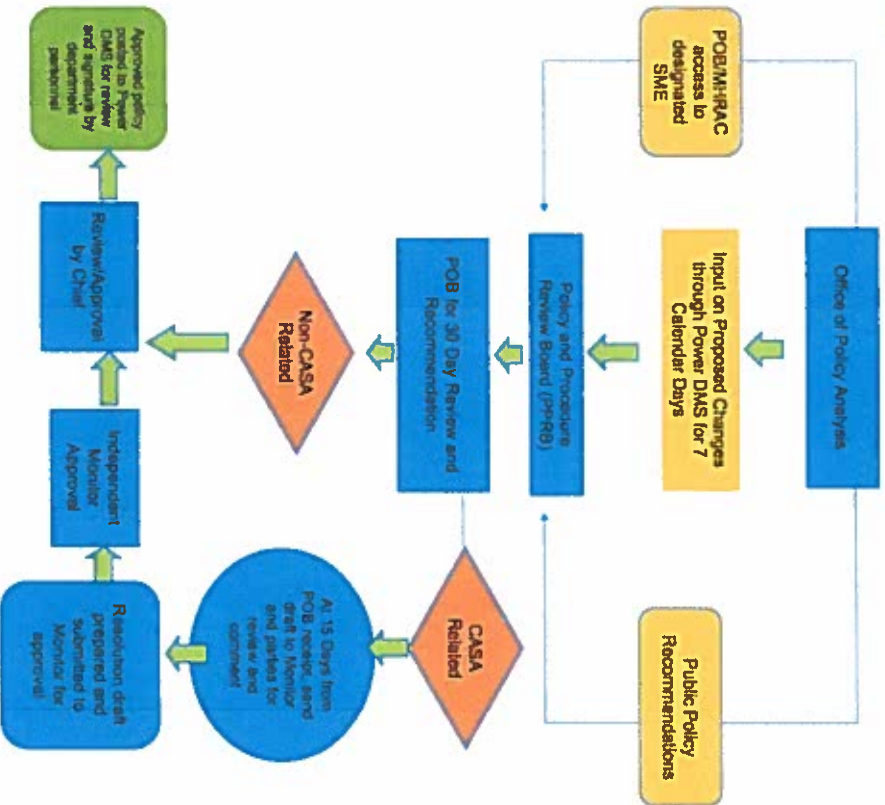 Office of Policy Analysis
POB/MHRAC
access to
designated
SME
Input on Proposed Changes
through Power DMS for 7
Calendar Days
Public Policy
Recommendations
Policy and Procedure
Review Board (PPRB)
POB for 30 Day Review and
Recommendation
Non-CASA
Related
CASA
Related
At 15 Days from
POB receipt, send
draft to Monitor
and parties for
review and
comment
Approved policy
posted to Power
DMS for review
and signature by
department
personnel
Review/Approval
by Chief
Independent
Monitor
Approval
Resolution draft
prepared and
submitted to
Monitor for
approval